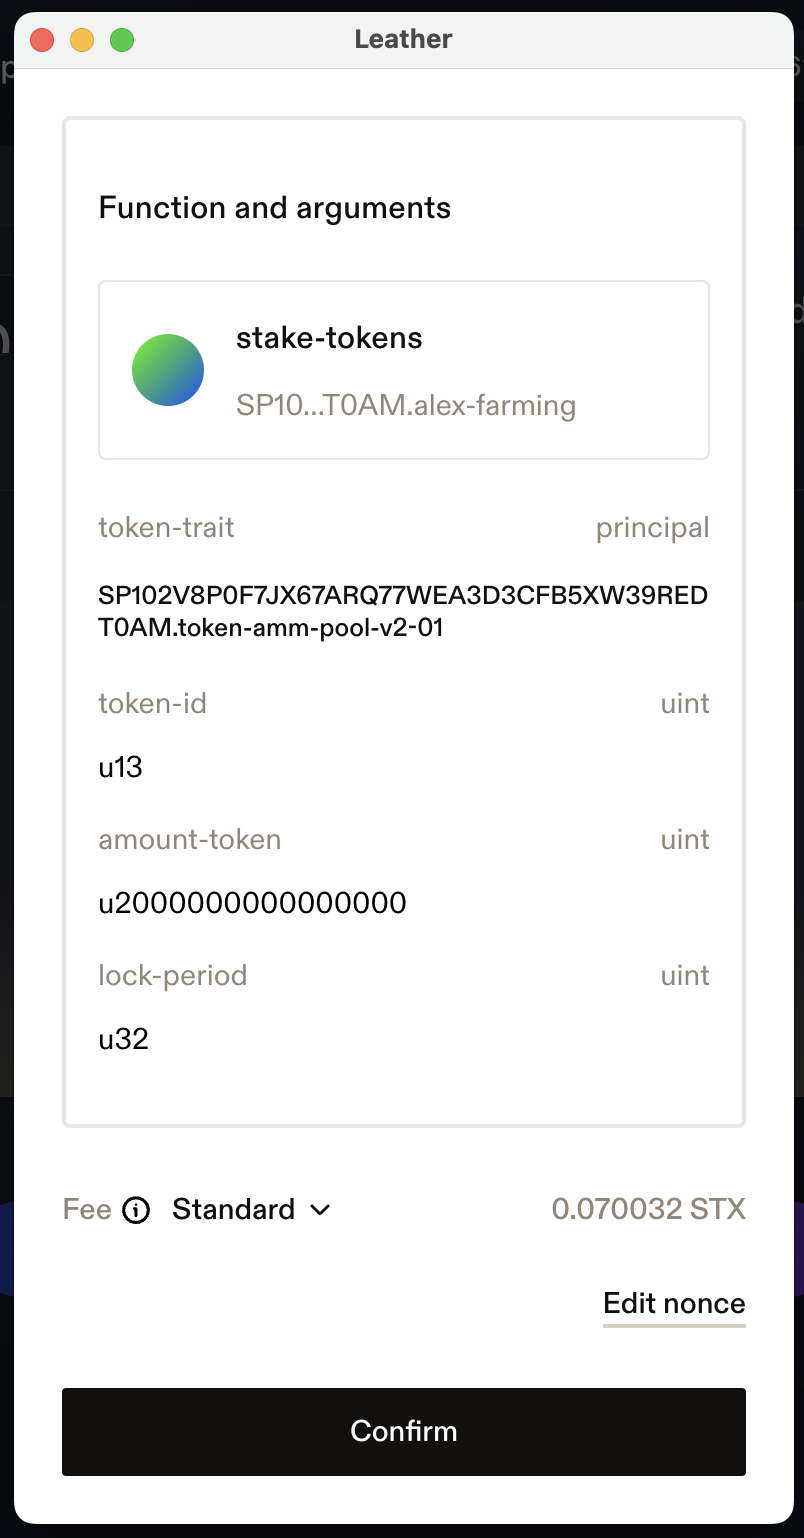 Leather
Function and arguments
stake-tokens
SP10...T0AM.alex-farming
token-trait principal
SP102V8P0F7JX67ARQ77WEA3D3CFB5XW39RED
T0AM.token-amm-pool-v2-01
token-id uint
u13
amount-token uint
u2000000000000000
lock-period uint
u32
Fee Standard 0.070032 STX
Edit nonce
Confirm